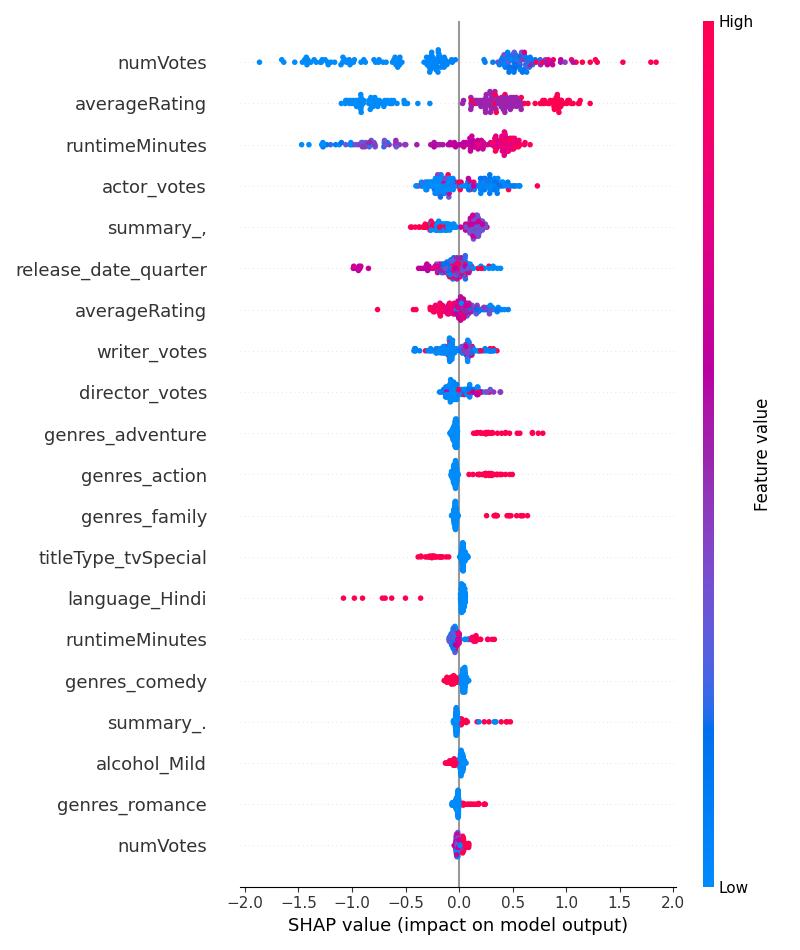 High
numVotes
averageRating
runtimeMinutes
actor_votes
summary_,
release_date_quarter
averageRating
writer_votes
director_votes
genres_adventure
genres_action
genres_family
titleType_tvSpecial
language_Hindi
runtimeMinutes
genres_comedy
summary_.
alcohol_Mild
genres_romance
numVotes
Feature value
Low
−2.0 −1.5 −1.0 −0.5 0.0 0.5 1.0 1.5 2.0
SHAP value (impact on model output)